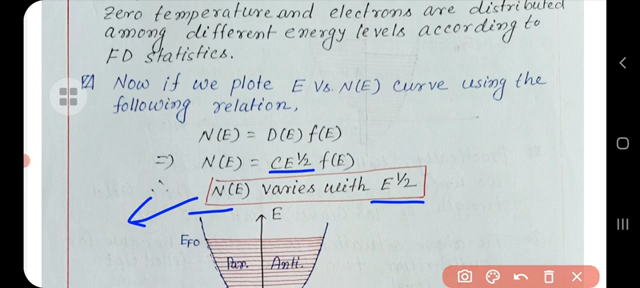 zero temperature and electrons are distributed
among different energy levels according to
FD statistics.
Now if we plote E Vs. N(E) curve using the
following relation,
N(E) = D(E) f(E)
⇒ N(E) = CE^1/2 f(E)
∴ N(E) varies with E^1/2
E
EFO
Par. Anti.